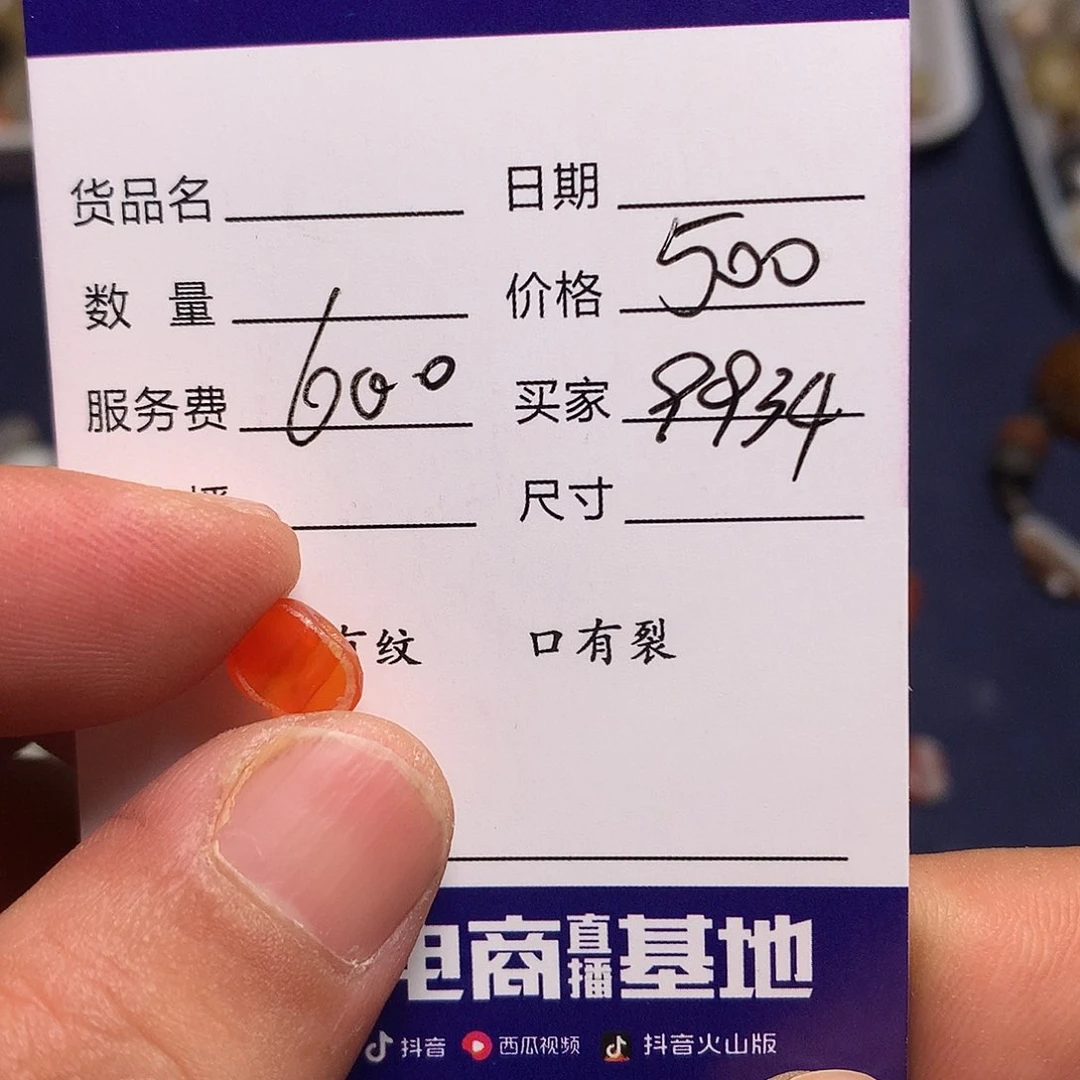 货品名 日期
数量 价格 500
服务费 600 买家 8934
播 尺寸
有纹 口有裂
电商直播基地
抖音 西瓜视频 抖音火山版